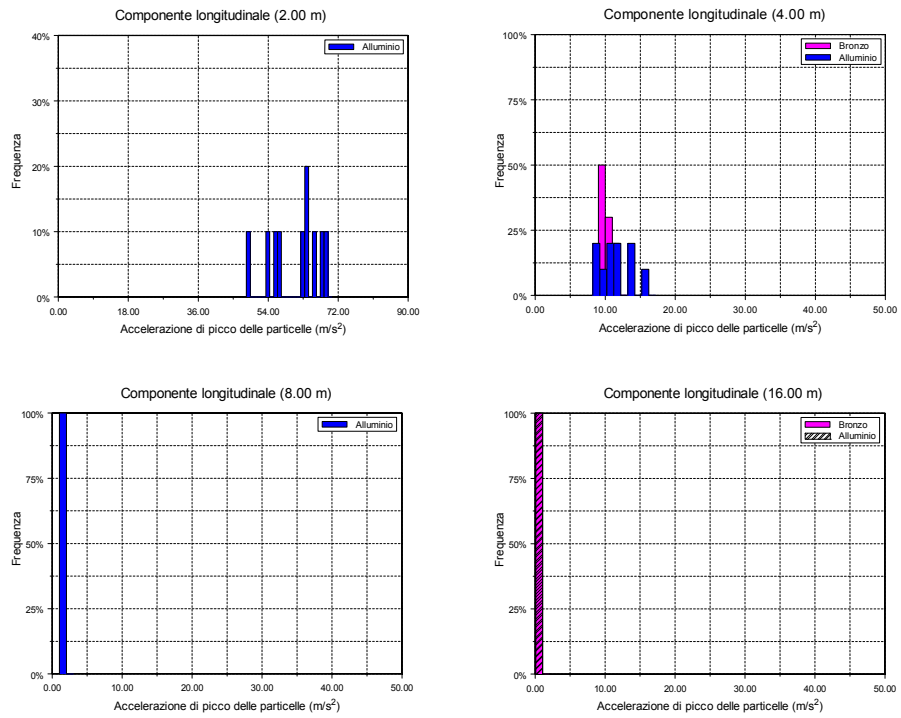 Componente longitudinale (2.00 m)
40%
30%
20%
10%
0%
Frequenza
Alluminio
0.00 18.00 36.00 54.00 72.00 90.00
Accelerazione di picco delle particelle (m/s²)
Componente longitudinale (4.00 m)
100%
75%
50%
25%
0%
Frequenza
Bronzo
Alluminio
0.00 10.00 20.00 30.00 40.00 50.00
Accelerazione di picco delle particelle (m/s²)
Componente longitudinale (8.00 m)
100%
75%
50%
25%
0%
Frequenza
Alluminio
0.00 10.00 20.00 30.00 40.00 50.00
Accelerazione di picco delle particelle (m/s²)
Componente longitudinale (16.00 m)
100%
75%
50%
25%
0%
Frequenza
Bronzo
Alluminio
0.00 10.00 20.00 30.00 40.00 50.00
Accelerazione di picco delle particelle (m/s²)